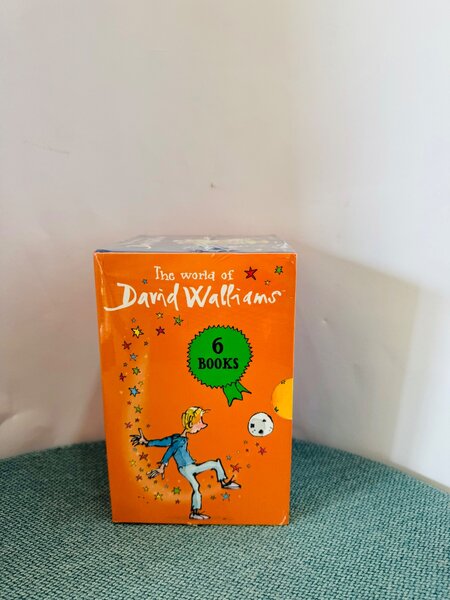 The world of
David Walliams
6
BOOKS